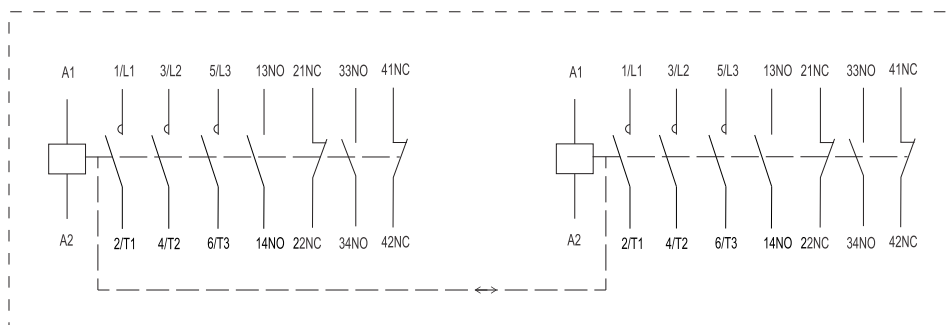 A1 1/L1 3/L2 5/L3 13NO 21NC 33NO 41NC A1 1/L1 3/L2 5/L3 13NO 21NC 33NO 41NC
A2 2/T1 4/T2 6/T3 14NO 22NC 34NO 42NC A2 2/T1 4/T2 6/T3 14NO 22NC 34NO 42NC